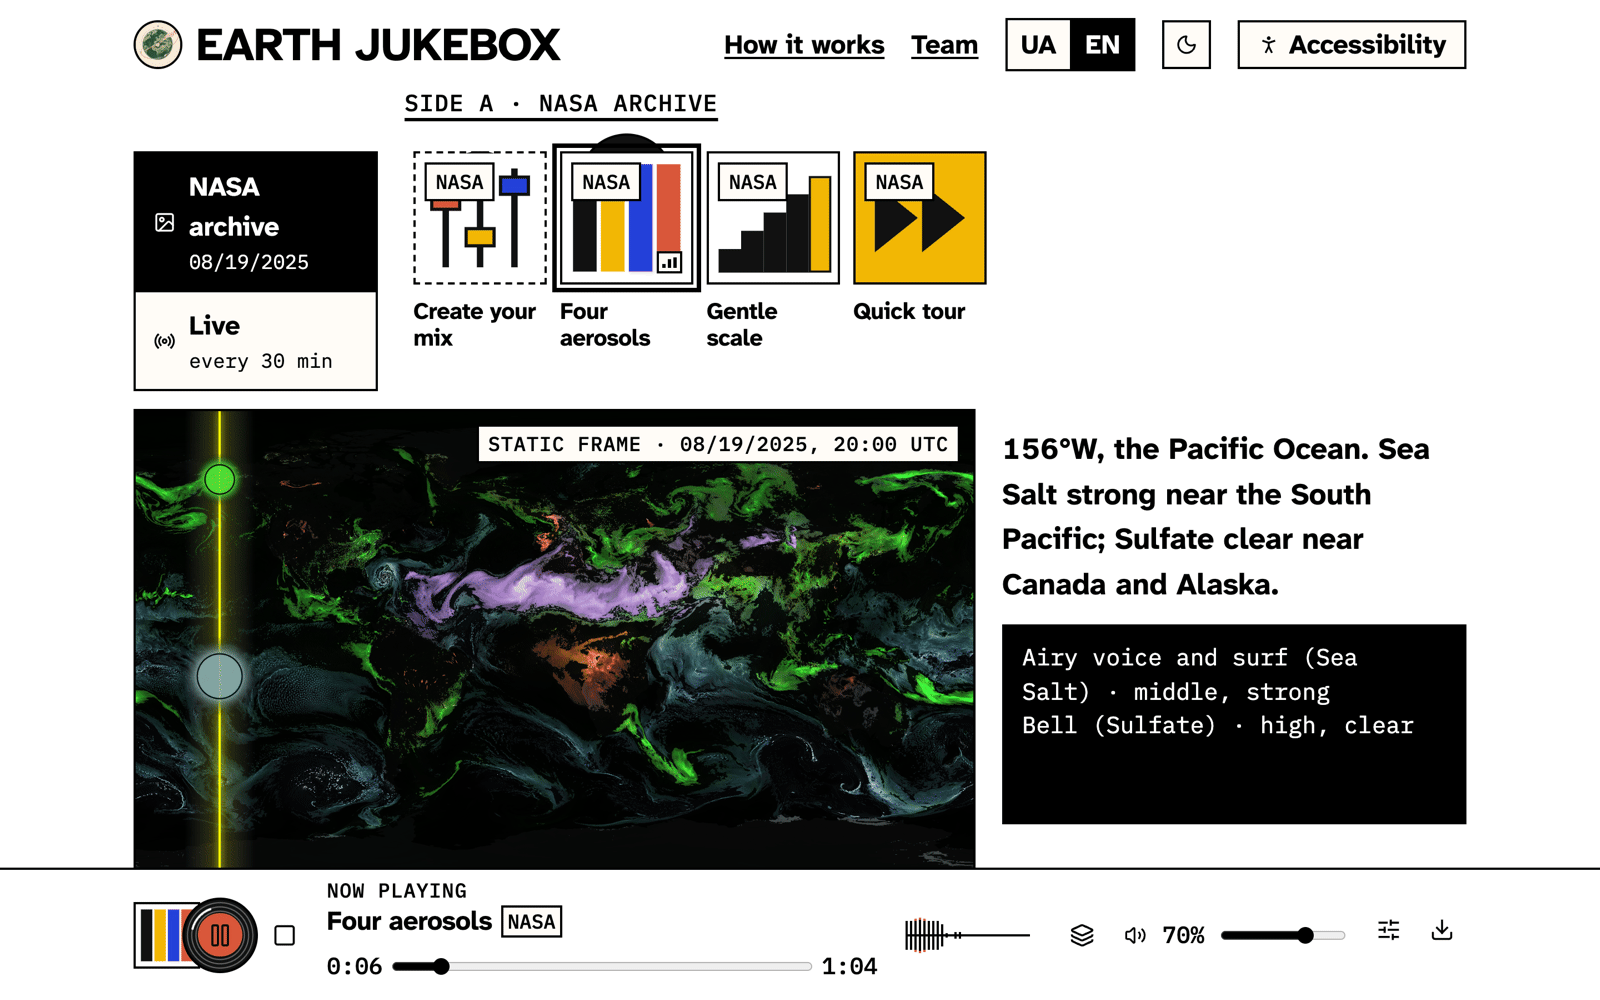 EARTH JUKEBOX
How it works
Team
UA
EN
Accessibility
SIDE A · NASA ARCHIVE
NASA
archive
08/19/2025
Live
every 30 min
NASA
Create your
mix
NASA
Four
aerosols
NASA
Gentle
scale
NASA
Quick tour
STATIC FRAME · 08/19/2025, 20:00 UTC
156°W, the Pacific Ocean. Sea
Salt strong near the South
Pacific; Sulfate clear near
Canada and Alaska.
Airy voice and surf (Sea
Salt) · middle, strong
Bell (Sulfate) · high, clear
NOW PLAYING
Four aerosols NASA
0:06
1:04
70%